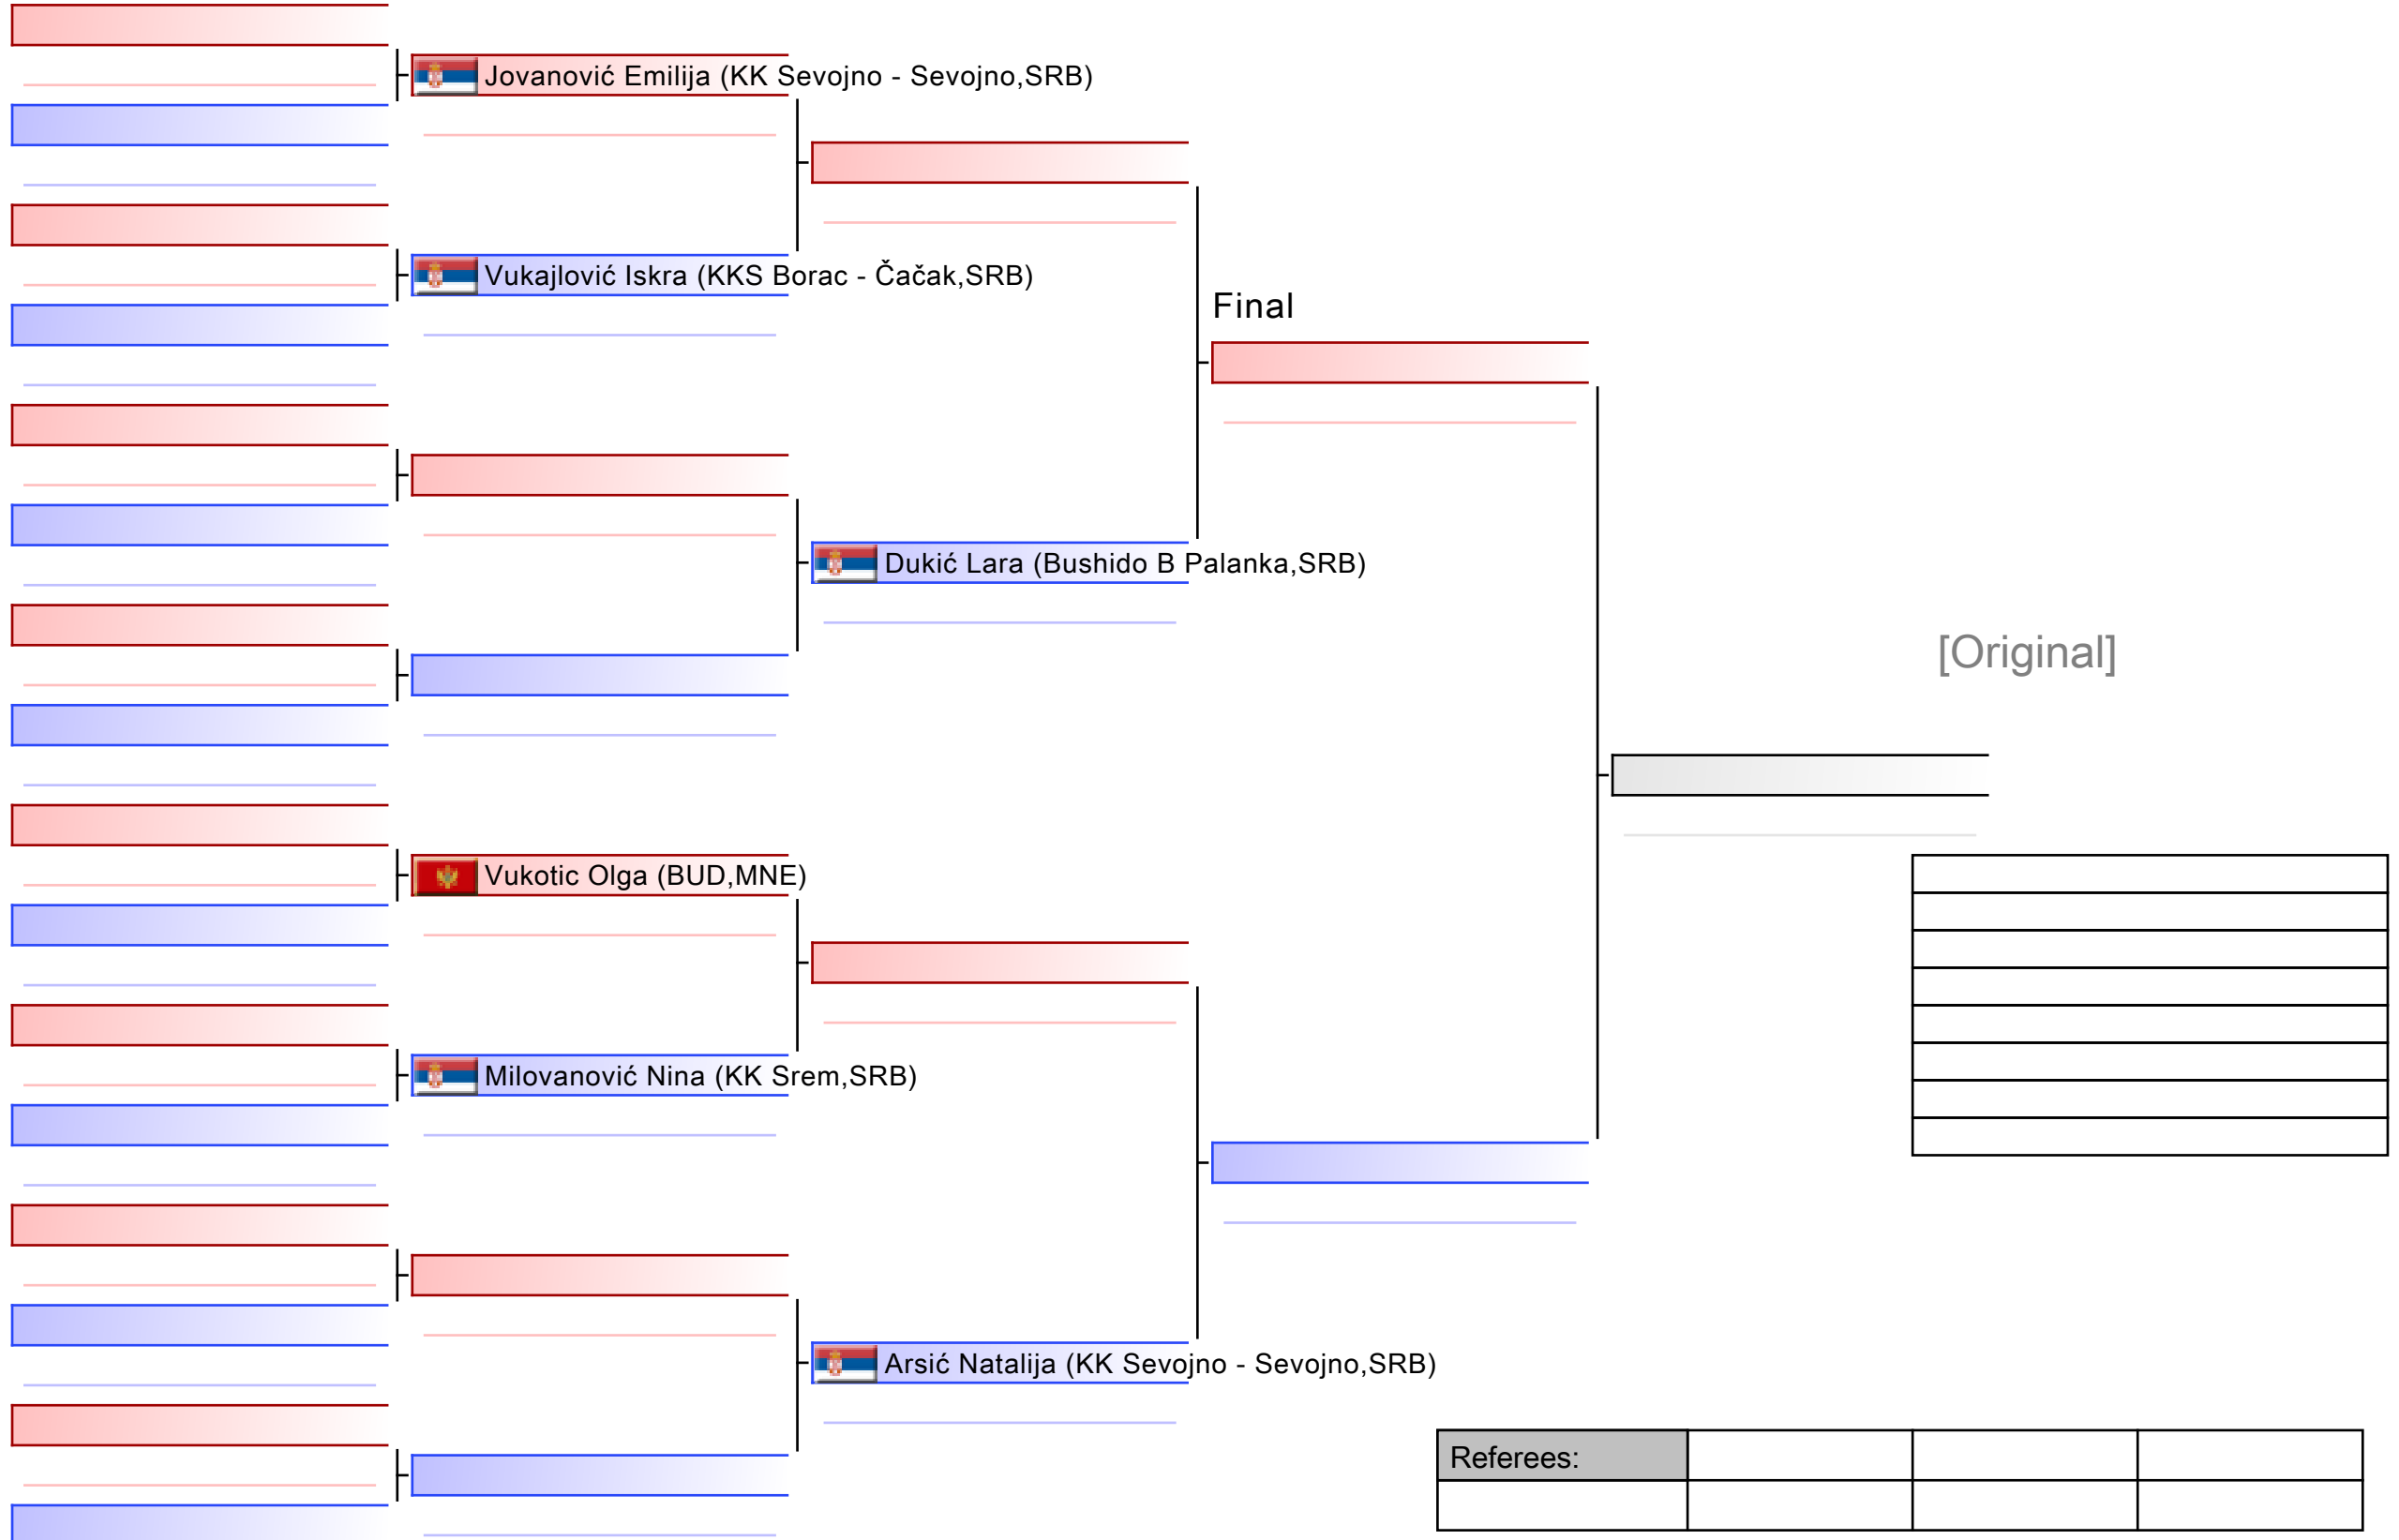 Jovanović Emilija (KK Sevojno - Sevojno,SRB)
Vukajlović Iskra (KKS Borac - Čačak,SRB)
Final
Dukić Lara (Bushido B Palanka,SRB)
[Original]
Vukotic Olga (BUD,MNE)
Milovanović Nina (KK Srem,SRB)
Arsić Natalija (KK Sevojno - Sevojno,SRB)
Referees: